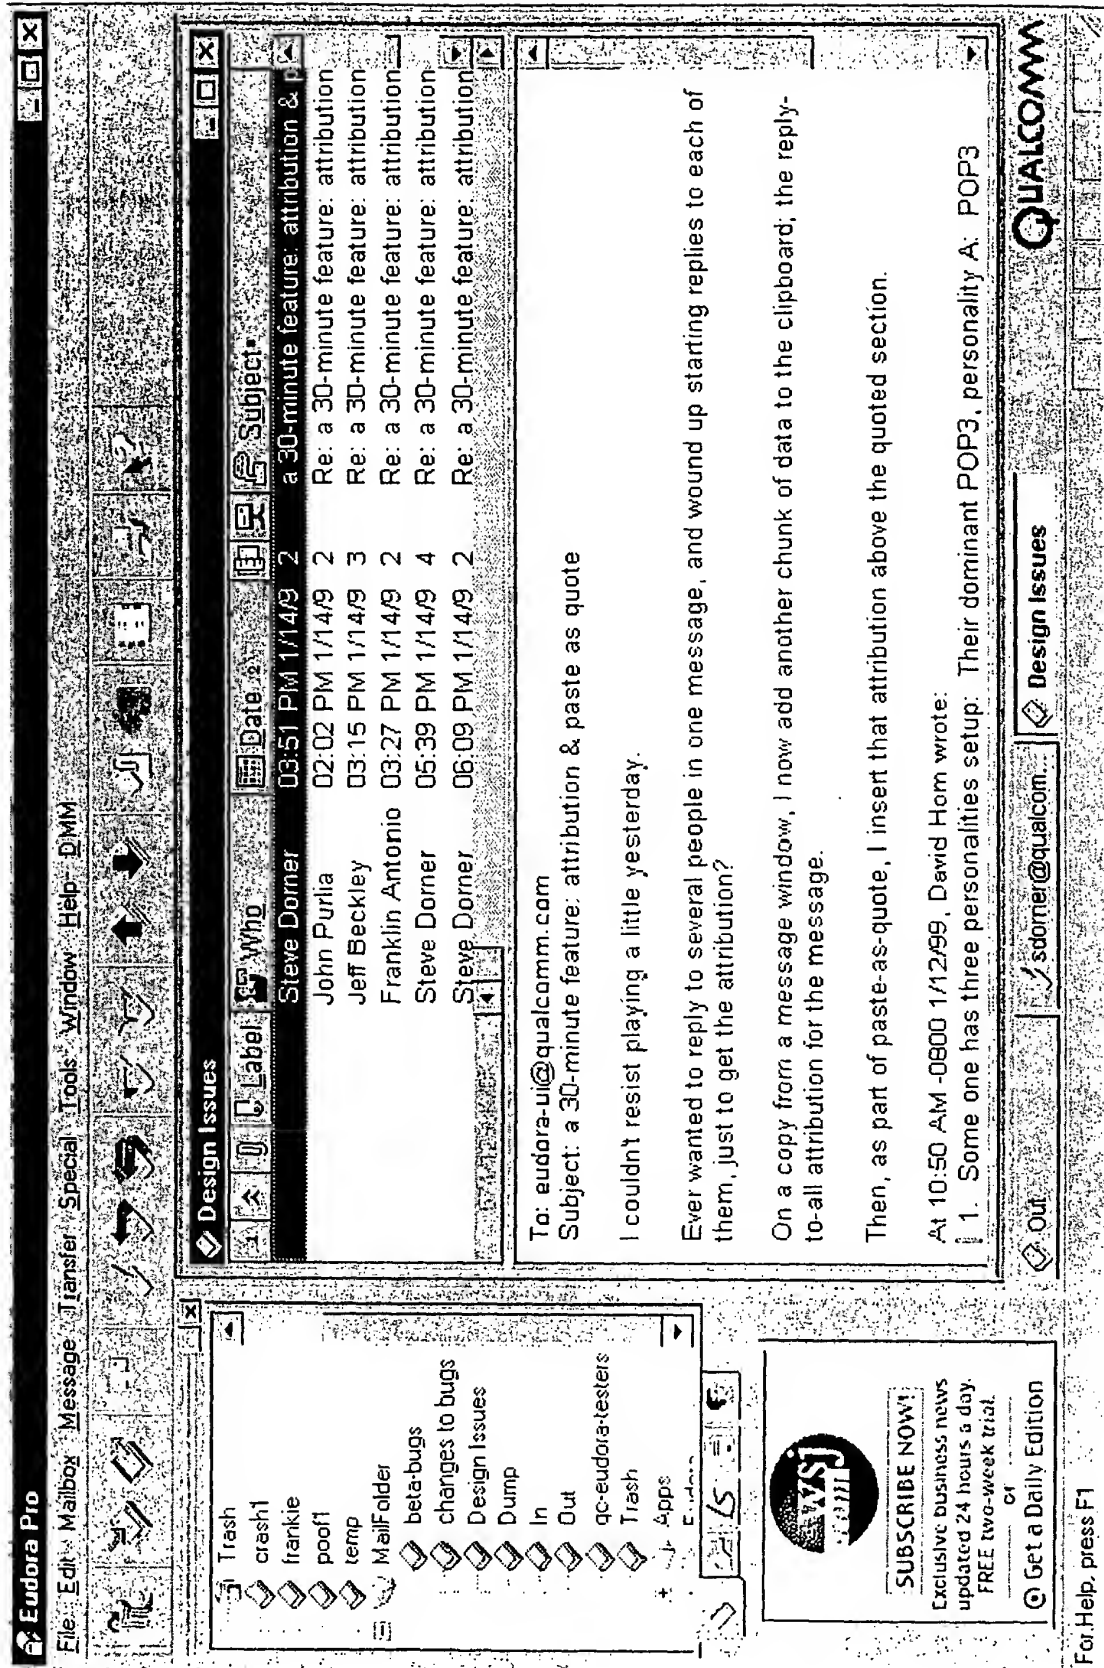 Eudora Pro
File Edit Mailbox Message Transfer Special Tools Window Help DMM
Trash
crash1
frankie
poof1
temp
MailFolder
beta-bugs
changes to bugs
Design Issues
Dump
In
Out
qc-eudora-testers
Trash
Apps
wsj
.com
SUBSCRIBE NOW!
Exclusive business news
updated 24 hours a day.
FREE two-week trial.
or
Get a Daily Edition
Design Issues
Label Who Date Subject
Steve Dorner 03:51 PM 1/14/9 2 a 30-minute feature: attribution & p
John Purlia 02:02 PM 1/14/9 2 Re: a 30-minute feature: attribution
Jeff Beckley 03:15 PM 1/14/9 3 Re: a 30-minute feature: attribution
Franklin Antonio 03:27 PM 1/14/9 2 Re: a 30-minute feature: attribution
Steve Dorner 05:39 PM 1/14/9 4 Re: a 30-minute feature: attribution
Steve Dorner 06:09 PM 1/14/9 2 Re: a 30-minute feature: attribution
To: eudora-ui@qualcomm.com
Subject: a 30-minute feature: attribution & paste as quote
I couldn't resist playing a little yesterday.
Ever wanted to reply to several people in one message, and wound up starting replies to each of
them, just to get the attribution?
On a copy from a message window, I now add another chunk of data to the clipboard; the reply-
to-all attribution for the message.
Then, as part of paste-as-quote, I insert that attribution above the quoted section.
At 10:50 AM -0800 1/12/99, David Hom wrote:
1. Some one has three personalities setup: Their dominant POP3, personality A: POP3
Out
sdorner@qualcom...
Design Issues
QUALCOMM
For Help, press F1